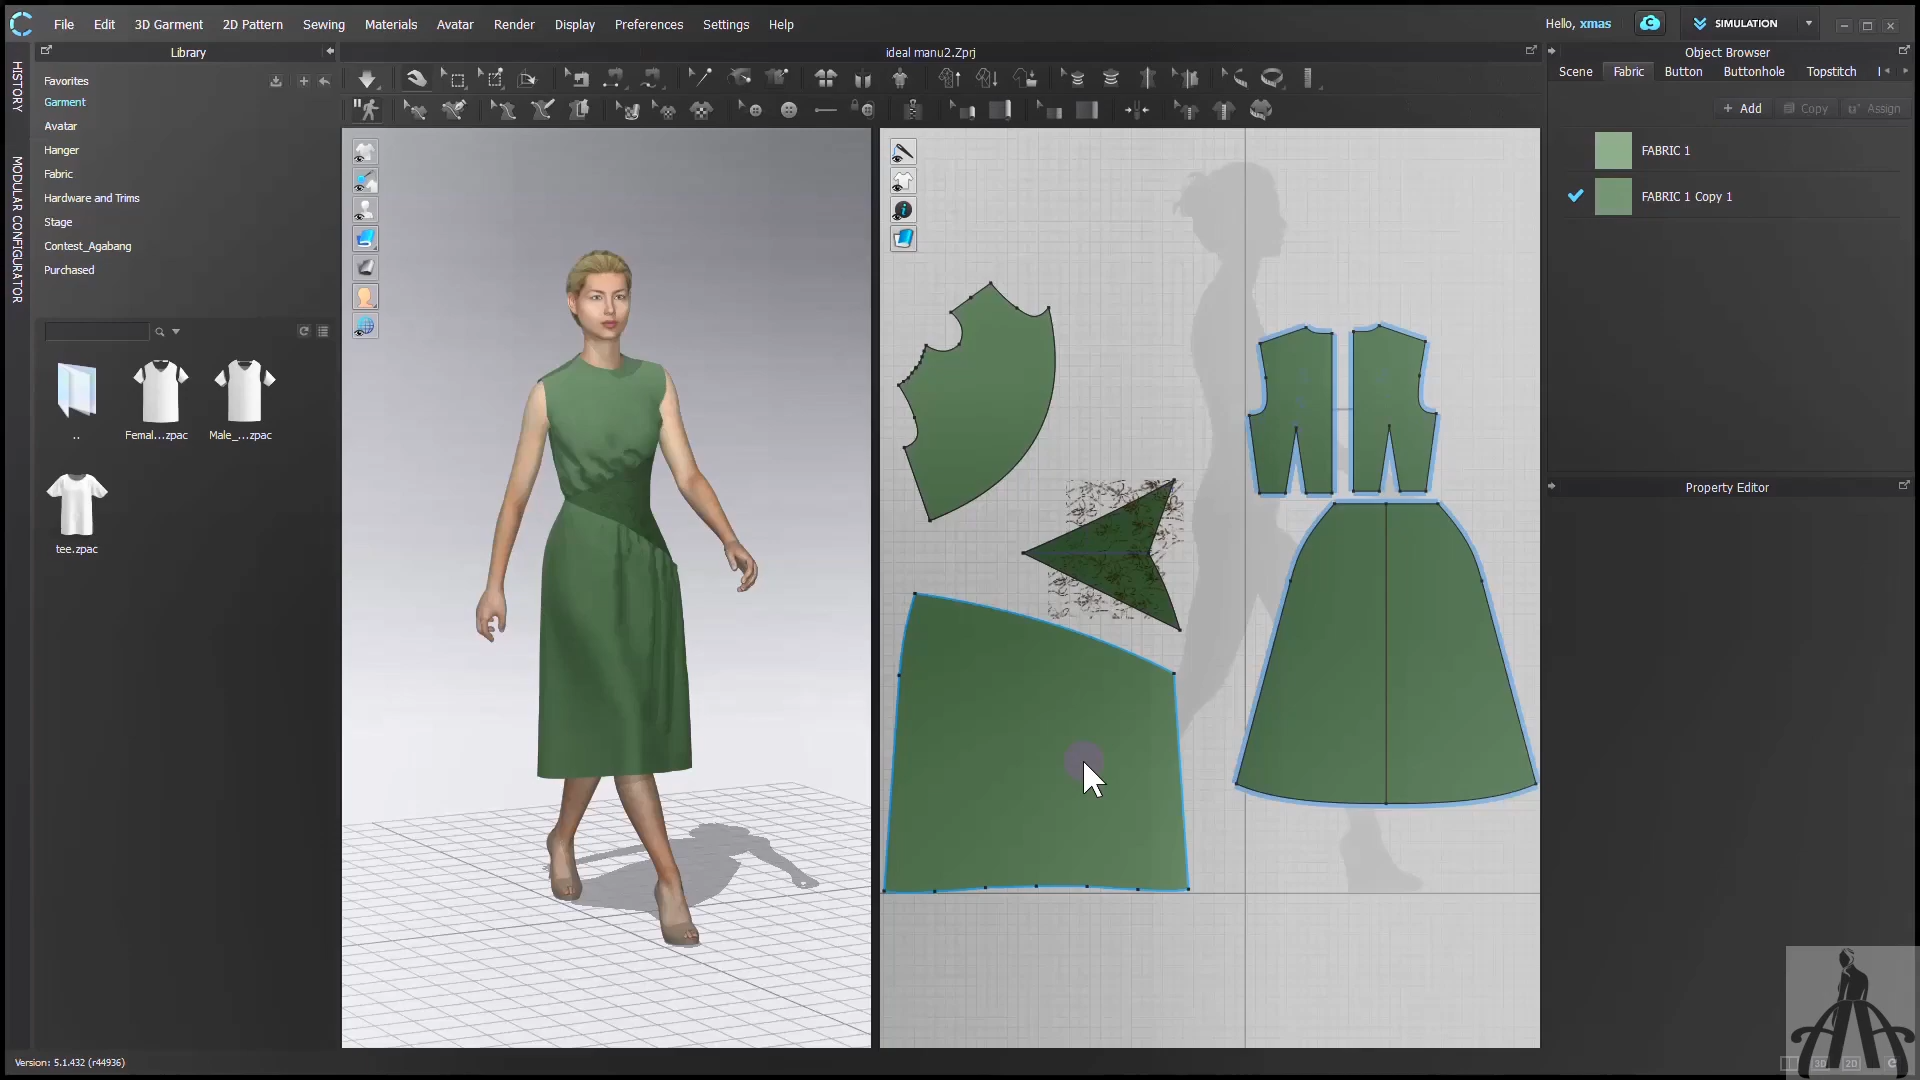 File Edit 3D Garment 2D Pattern Sewing Materials Avatar Render Display Preferences Settings Help
Hello, xmas
SIMULATION
Library
ideal manu2.Zprj
Object Browser
HISTORY
MODULAR CONFIGURATOR
Favorites
Garment
Avatar
Hanger
Fabric
Hardware and Trims
Stage
Contest_Agabang
Purchased
..
Femal...zpac
Male_...zpac
tee.zpac
Scene Fabric Button Buttonhole Topstitch
+ Add Copy Assign
FABRIC 1
FABRIC 1 Copy 1
Property Editor
Version: 5.1.432 (r44936)
3D 2D